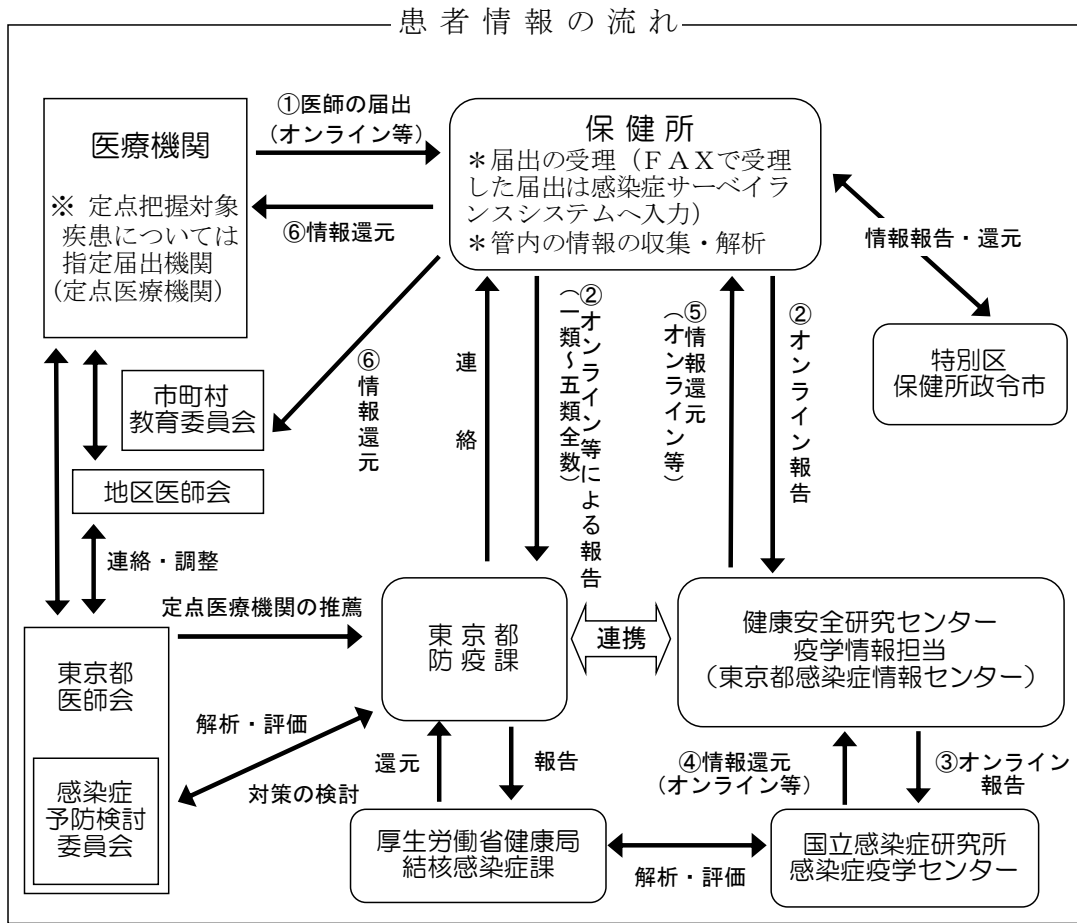 患者情報の流れ
①医師の届出
（オンライン等）
医療機関
※ 定点把握対象
疾患については
指定届出機関
（定点医療機関）
保健所
＊届出の受理（ＦＡＸで受理
した届出は感染症サーベイラ
ンスシステムへ入力）
＊管内の情報の収集・解析
⑥情報還元
情報報告・還元
特別区
保健所政令市
⑥情報還元
連絡
②オンライン等による報告
（一類～五類全数）
⑤情報還元
（オンライン等）
②オンライン報告
市町村
教育委員会
地区医師会
連絡・調整
定点医療機関の推薦
東京都
防疫課
連携
健康安全研究センター
疫学情報担当
（東京都感染症情報センター）
東京都
医師会
感染症
予防検討
委員会
解析・評価
対策の検討
還元
報告
④情報還元
（オンライン等）
③オンライン
報告
厚生労働省健康局
結核感染症課
解析・評価
国立感染症研究所
感染症疫学センター